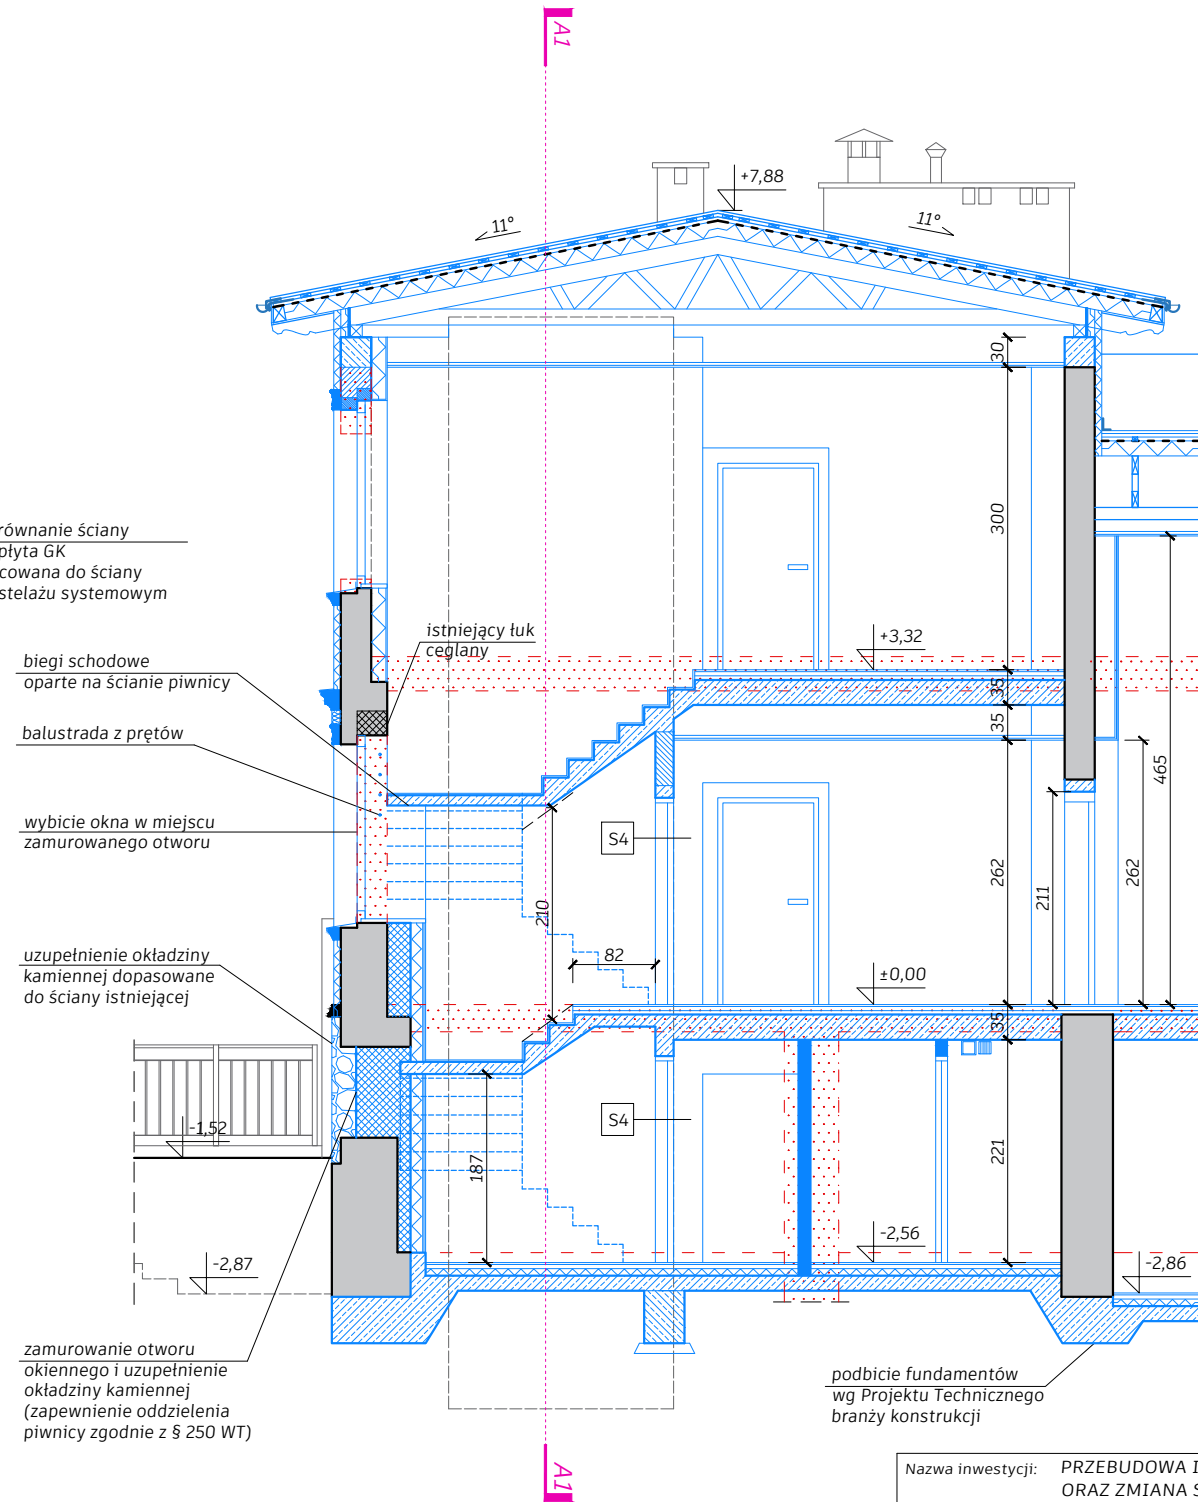 A1
+7,88
11°
11°
30
300
równanie ściany
płyta GK
cowana do ściany
stelażu systemowym
istniejący łuk
ceglany
+3,32
biegi schodowe
oparte na ścianie piwnicy
35
35
balustrada z prętów
465
wybicie okna w miejscu
zamurowanego otworu
S4
262
211
262
210
82
uzupełnienie okładziny
kamiennej dopasowane
do ściany istniejącej
±0,00
35
-1,52
S4
187
221
-2,56
-2,87
-2,86
zamurowanie otworu
okiennego i uzupełnienie
okładziny kamiennej
(zapewnienie oddzielenia
piwnicy zgodnie z § 250 WT)
podbicie fundamentów
wg Projektu Technicznego
branży konstrukcji
A1
Nazwa inwestycji: PRZEBUDOWA
ORAZ ZMIANA